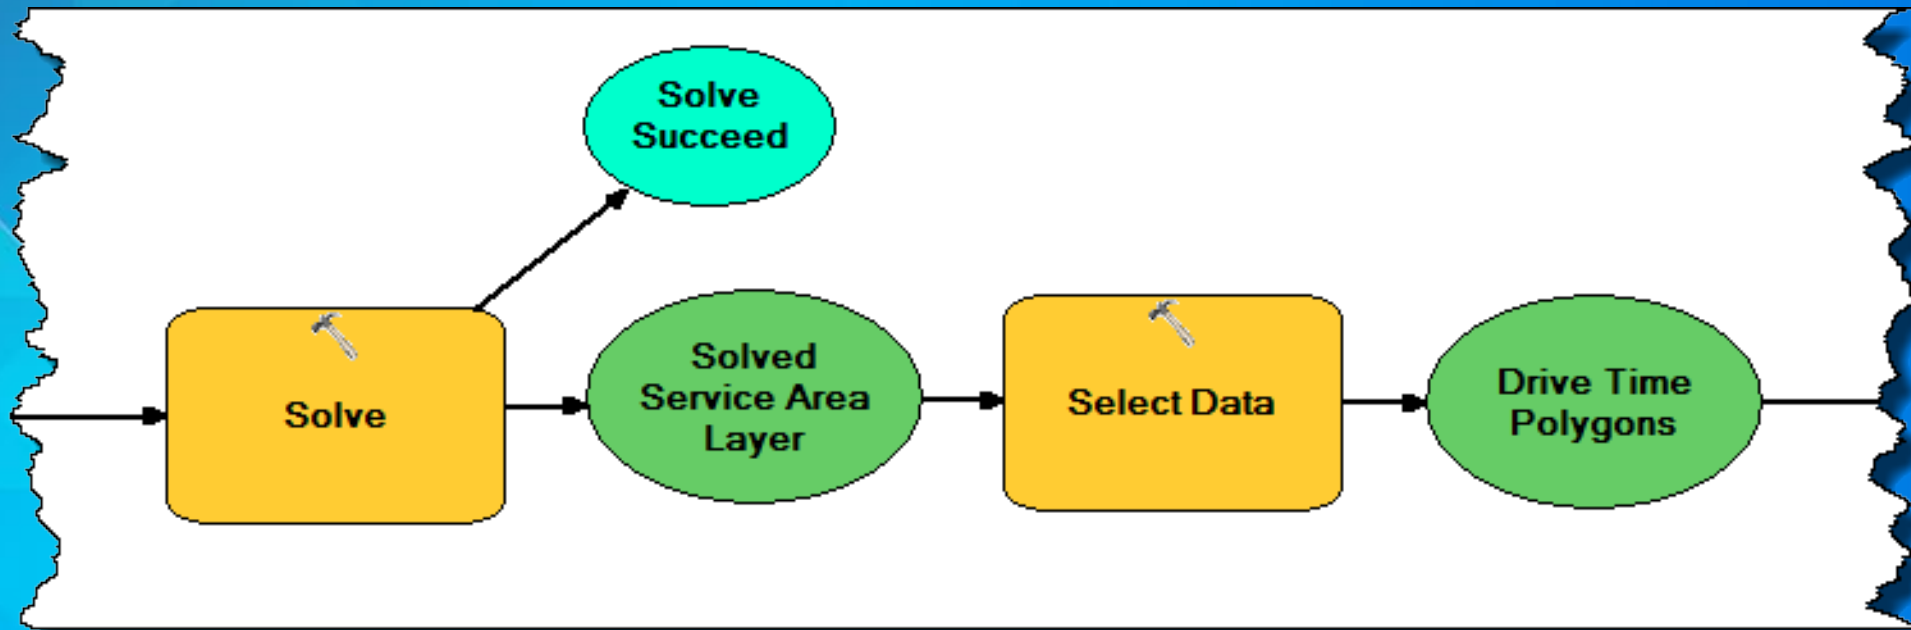 Solve
Succeed
Solve
Solved
Service Area
Layer
Select Data
Drive Time
Polygons